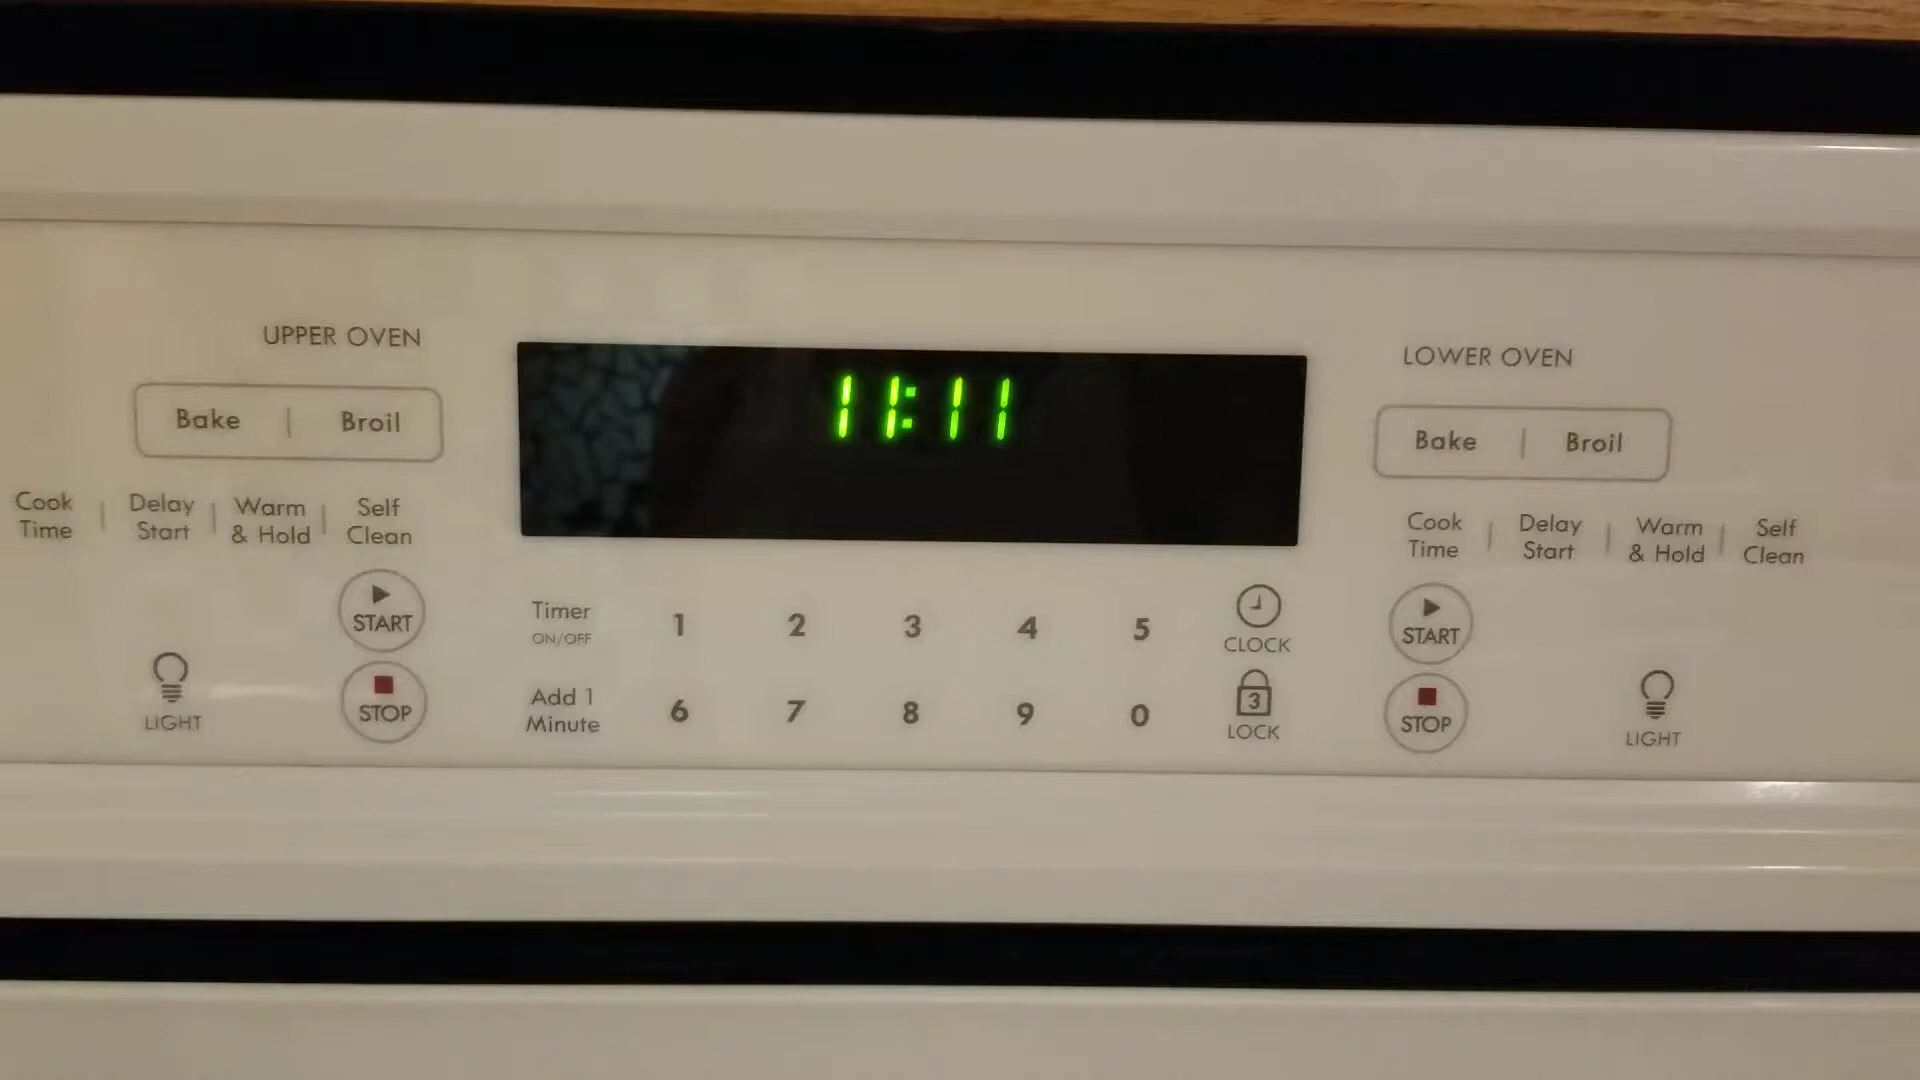 UPPER OVEN
Bake | Broil
Cook Time | Delay Start | Warm & Hold | Self Clean
START
STOP
LIGHT
11:11
Timer ON/OFF
1 2 3 4 5
CLOCK
Add 1 Minute
6 7 8 9 0
3
LOCK
LOWER OVEN
Bake | Broil
Cook Time | Delay Start | Warm & Hold | Self Clean
START
STOP
LIGHT